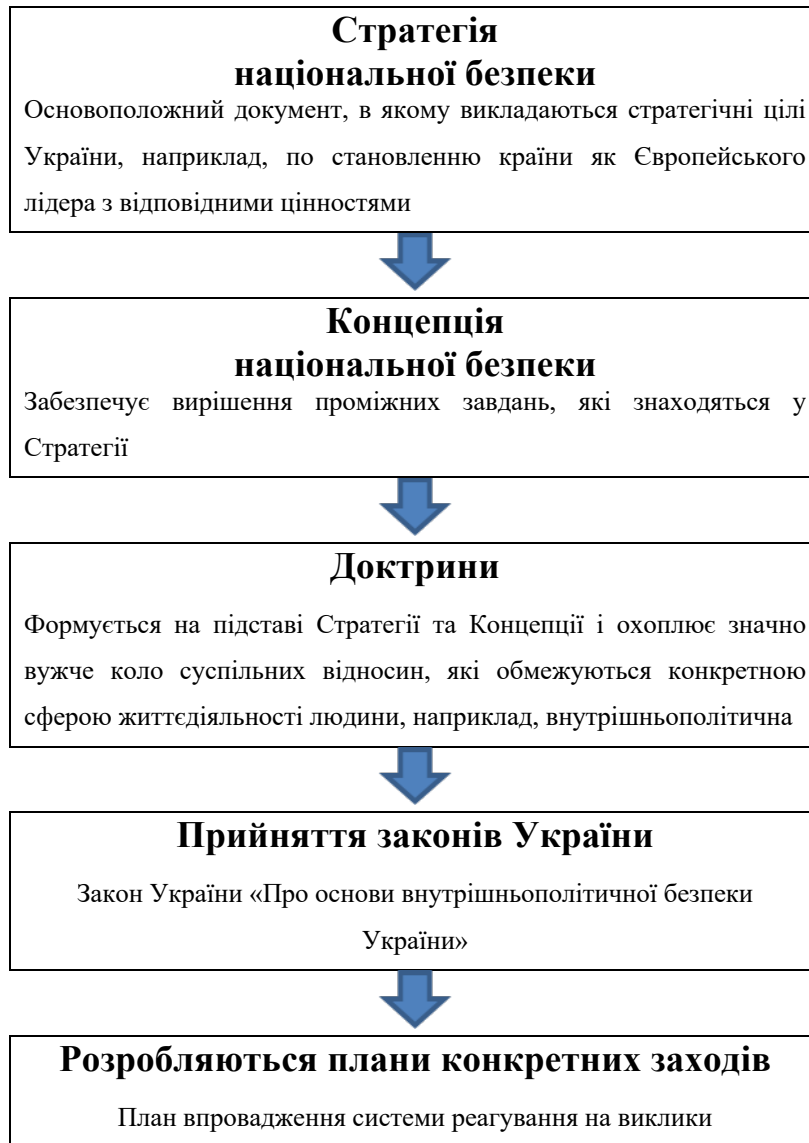 Стратегія
національної безпеки
Основоположний документ, в якому викладаються стратегічні цілі
України, наприклад, по становленню країни як Європейського
лідера з відповідними цінностями
Концепція
національної безпеки
Забезпечує вирішення проміжних завдань, які знаходяться у
Стратегії
Доктрини
Формується на підставі Стратегії та Концепції і охоплює значно
вужче коло суспільних відносин, які обмежуються конкретною
сферою життєдіяльності людини, наприклад, внутрішньополітична
Прийняття законів України
Закон України «Про основи внутрішньополітичної безпеки
України»
Розробляються плани конкретних заходів
План впровадження системи реагування на виклики